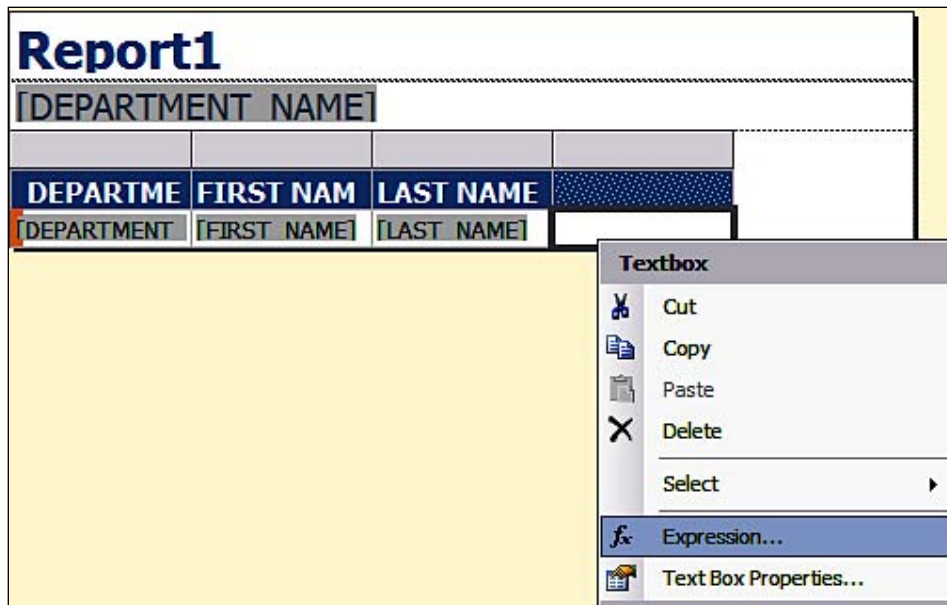 Report1
[DEPARTMENT_NAME]
DEPARTME FIRST NAM LAST NAME
[DEPARTMENT [FIRST_NAME] [LAST_NAME]
Textbox
Cut
Copy
Paste
Delete
Select
fx Expression...
Text Box Properties...